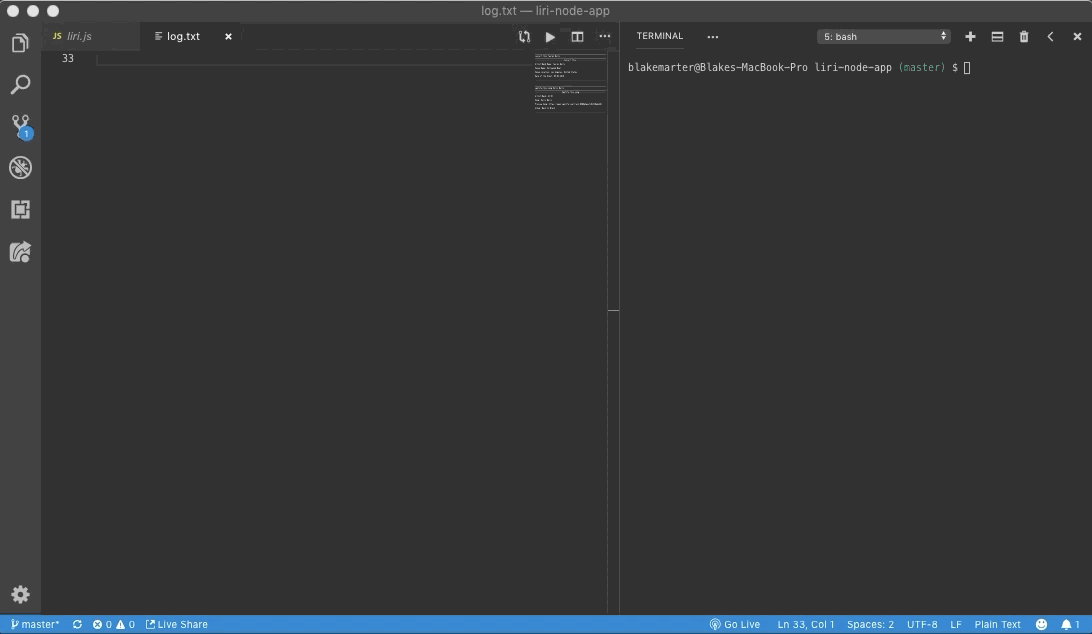 log.txt — liri-node-app
JS liri.js
log.txt
TERMINAL
5: bash
33
blakemarter@Blakes-MacBook-Pro liri-node-app (master) $
1
master*
0 0
Live Share
Go Live
Ln 33, Col 1
Spaces: 2
UTF-8
LF
Plain Text
1